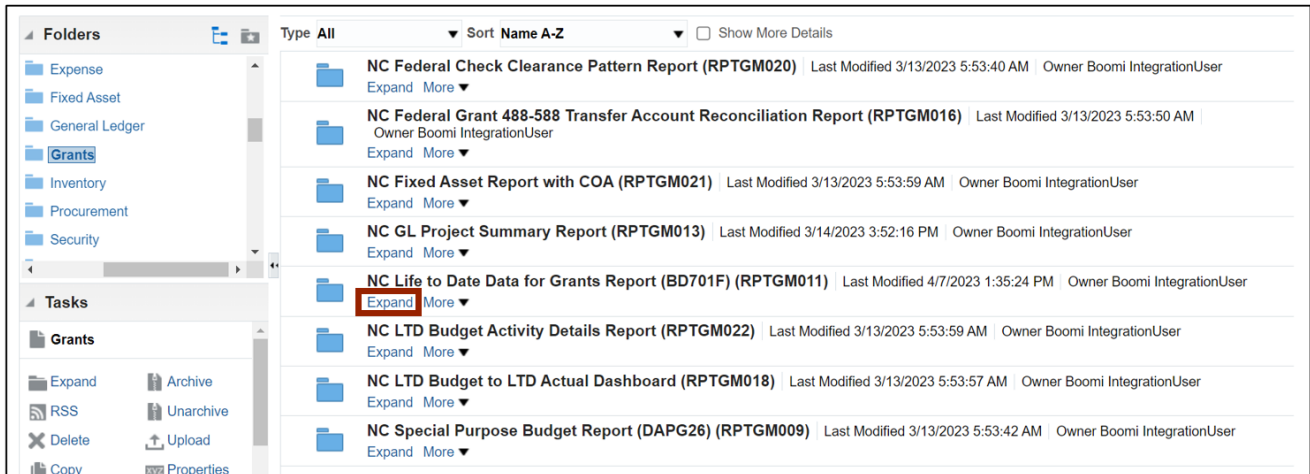 Folders
Expense
Fixed Asset
General Ledger
Grants
Inventory
Procurement
Security
Tasks
Grants
Expand Archive
RSS Unarchive
Delete Upload
Copy Properties
Type All Sort Name A-Z Show More Details
NC Federal Check Clearance Pattern Report (RPTGM020) Last Modified 3/13/2023 5:53:40 AM Owner Boomi IntegrationUser
Expand More
NC Federal Grant 488-588 Transfer Account Reconciliation Report (RPTGM016) Last Modified 3/13/2023 5:53:50 AM
Owner Boomi IntegrationUser
Expand More
NC Fixed Asset Report with COA (RPTGM021) Last Modified 3/13/2023 5:53:59 AM Owner Boomi IntegrationUser
Expand More
NC GL Project Summary Report (RPTGM013) Last Modified 3/14/2023 3:52:16 PM Owner Boomi IntegrationUser
Expand More
NC Life to Date Data for Grants Report (BD701F) (RPTGM011) Last Modified 4/7/2023 1:35:24 PM Owner Boomi IntegrationUser
Expand More
NC LTD Budget Activity Details Report (RPTGM022) Last Modified 3/13/2023 5:53:59 AM Owner Boomi IntegrationUser
Expand More
NC LTD Budget to LTD Actual Dashboard (RPTGM018) Last Modified 3/13/2023 5:53:57 AM Owner Boomi IntegrationUser
Expand More
NC Special Purpose Budget Report (DAPG26) (RPTGM009) Last Modified 3/13/2023 5:53:42 AM Owner Boomi IntegrationUser
Expand More